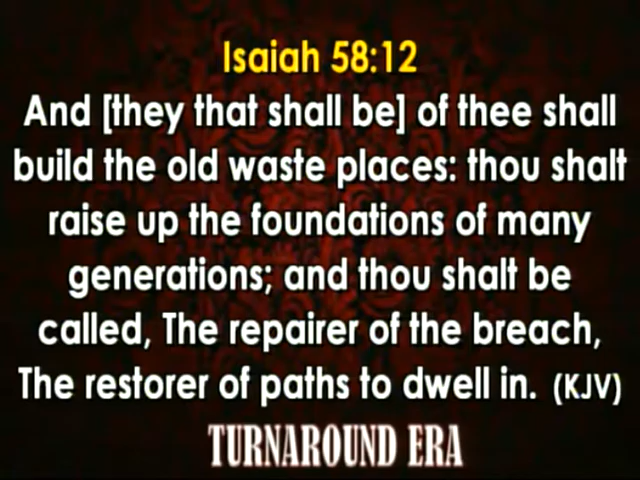 Isaiah 58:12
And [they that shall be] of thee shall
build the old waste places: thou shalt
raise up the foundations of many
generations; and thou shalt be
called, The repairer of the breach,
The restorer of paths to dwell in. (KJV)
TURNAROUND ERA